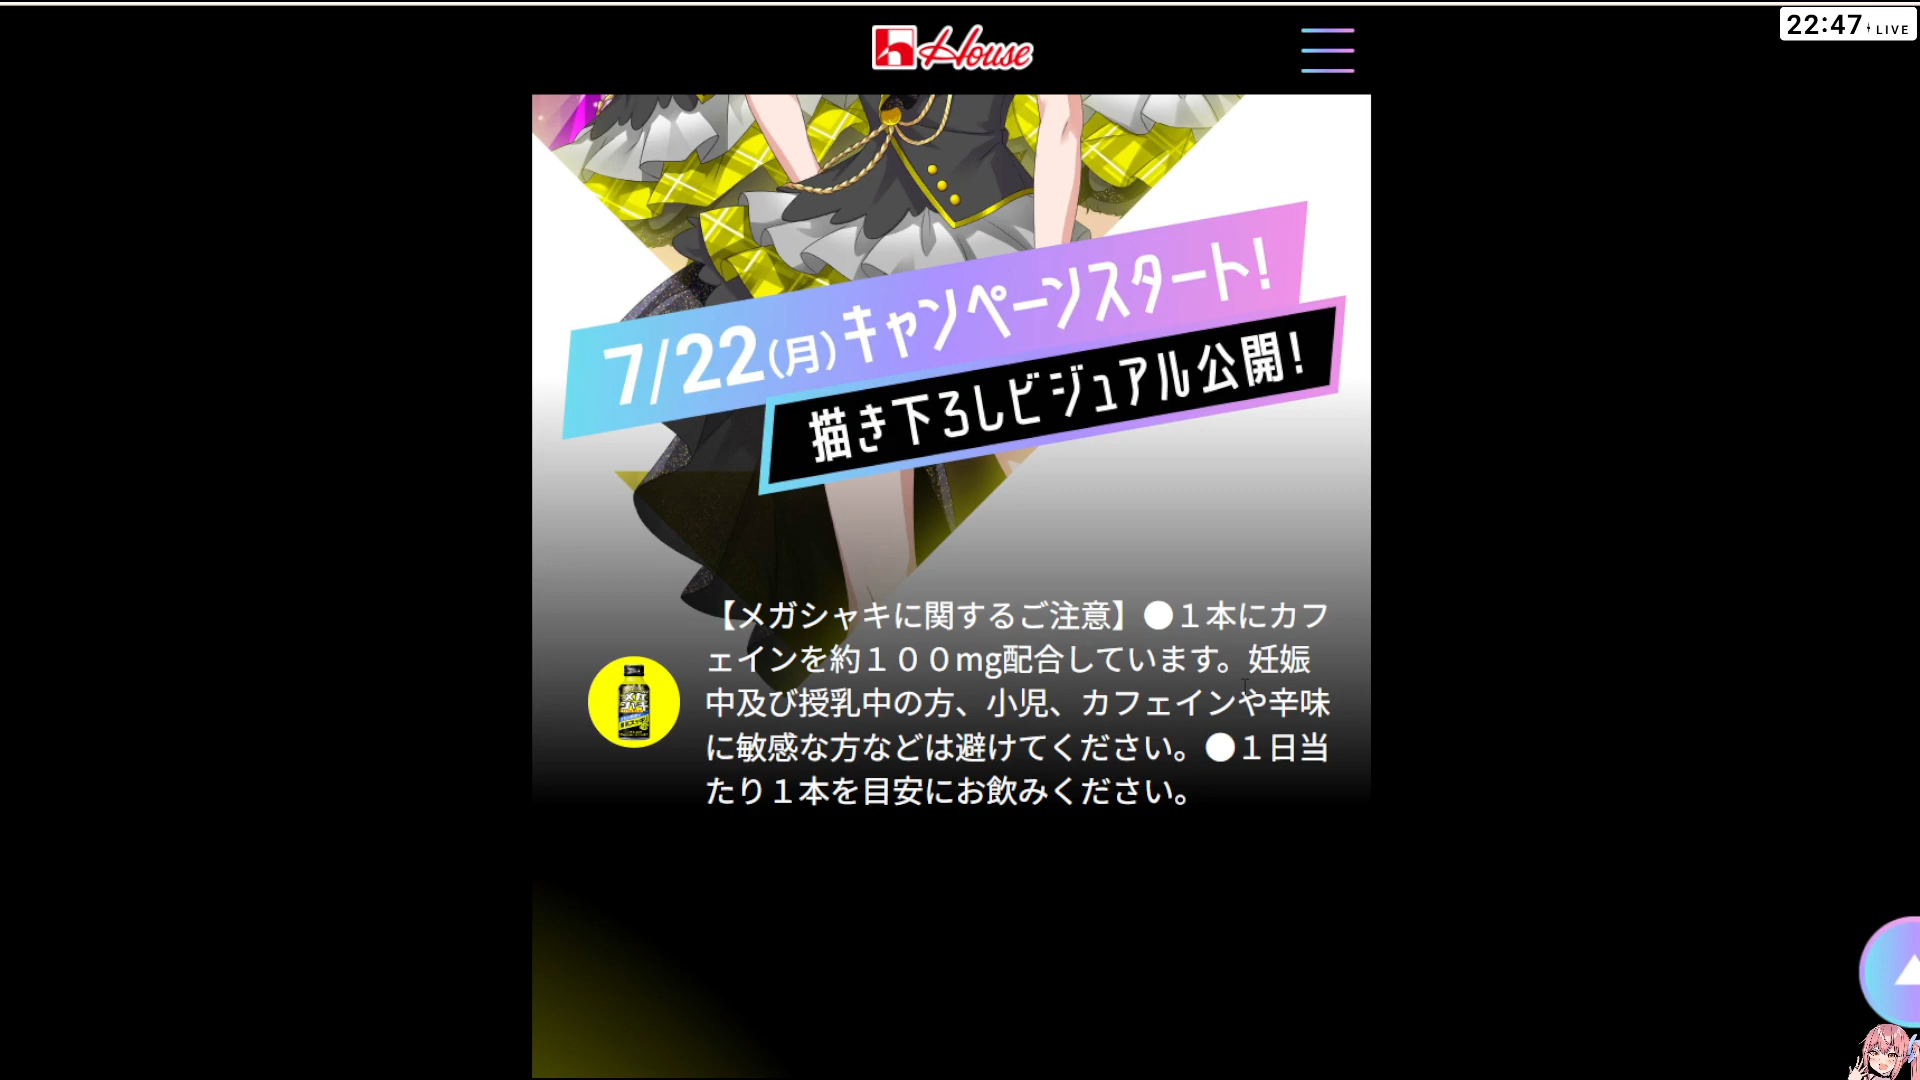 House
22:47 LIVE
7/22(月)キャンペーンスタート!
描き下ろしビジュアル公開!
【メガシャキに関するご注意】●１本にカフ
ェインを約１００mg配合しています。妊娠
中及び授乳中の方、小児、カフェインや辛味
に敏感な方などは避けてください。●１日当
たり１本を目安にお飲みください。
メガ
シャキ